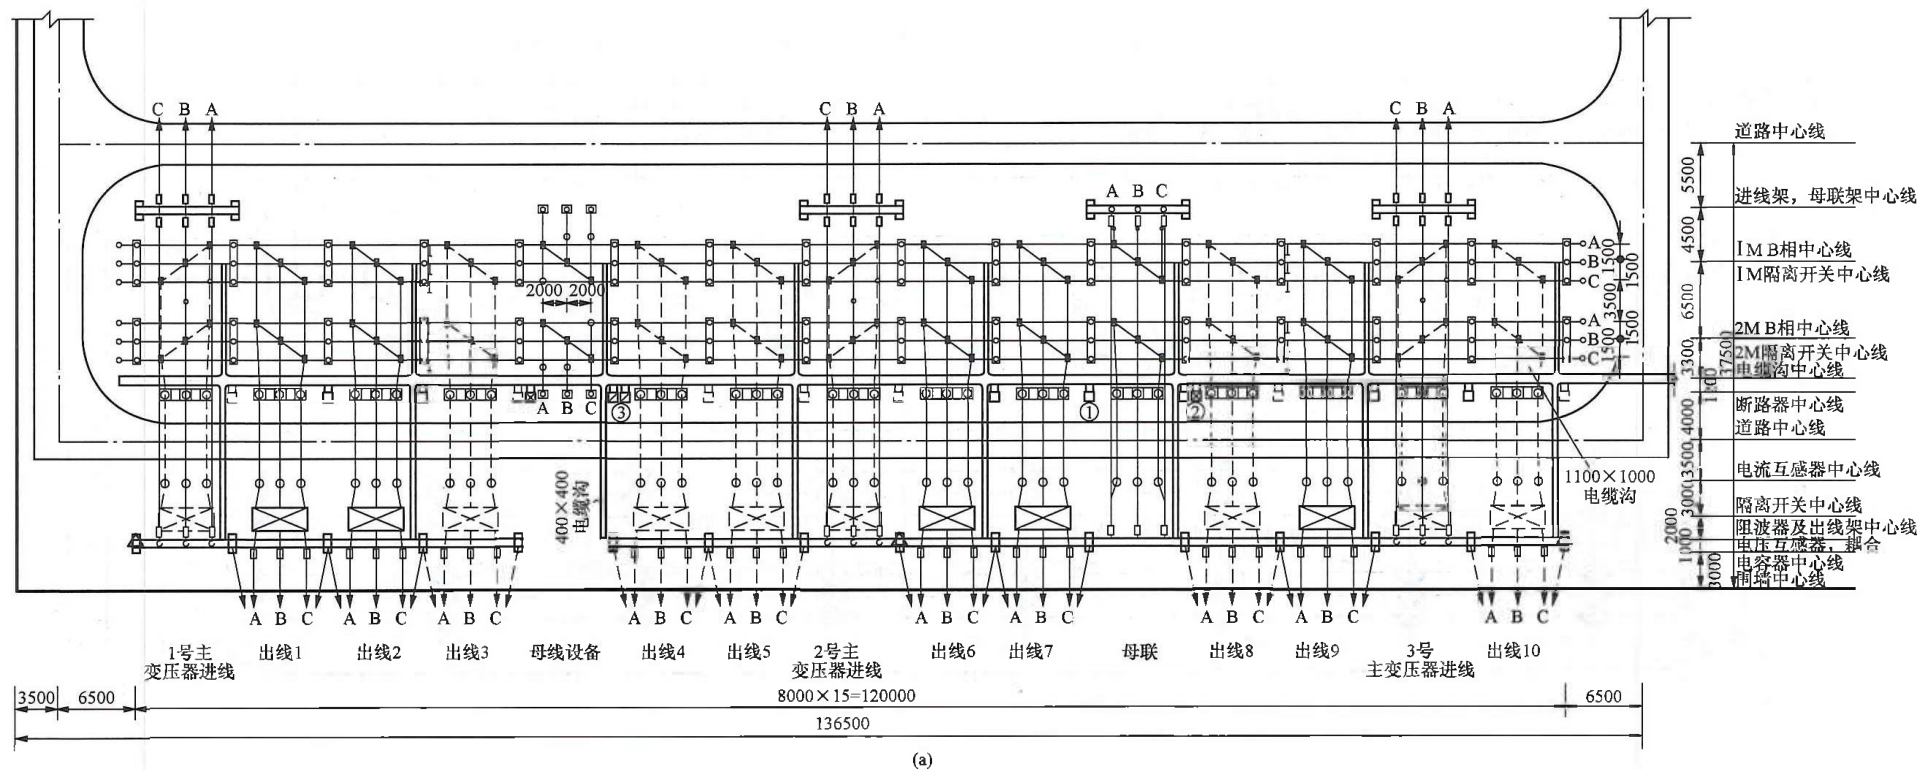 C B A
C B A
C B A
道路中心线
5500
进线架，母联架中心线
A B C
4500
A
B
C
1500
1500
ⅠM B相中心线
ⅠM隔离开关中心线
2000 2000
3500
6500
A
B
C
1500
1500
2M B相中心线
2M隔离开关中心线
电缆沟中心线
3300
1200
37500
A B C
③
①
②
断路器中心线
道路中心线
4000
3500
电流互感器中心线
1100×1000
电缆沟
400×400
电缆沟
3000
隔离开关中心线
2000
阻波器及出线架中心线
1000
电压互感器，耦合
电容器中心线
围墙中心线
3000
A B C
A B C
A B C
A B C
A B C
A B C
A B C
A B C
A B C
A B C
1号主
变压器进线
出线1
出线2
出线3
母线设备
出线4
出线5
2号主
变压器进线
出线6
出线7
母联
出线8
出线9
3号
主变压器进线
出线10
3500 6500 8000×15=120000 6500
136500
(a)